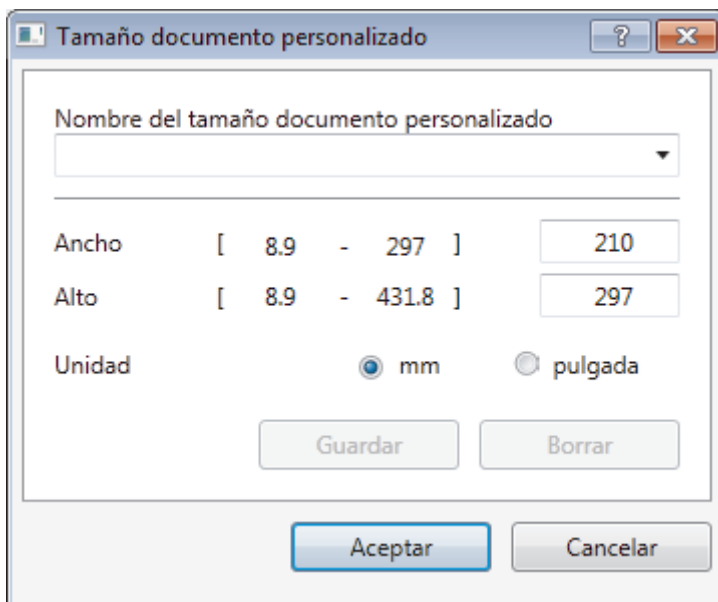 Tamaño documento personalizado
Nombre del tamaño documento personalizado
Ancho [ 8.9 - 297 ] 210
Alto [ 8.9 - 431.8 ] 297
Unidad mm pulgada
Guardar Borrar
Aceptar Cancelar